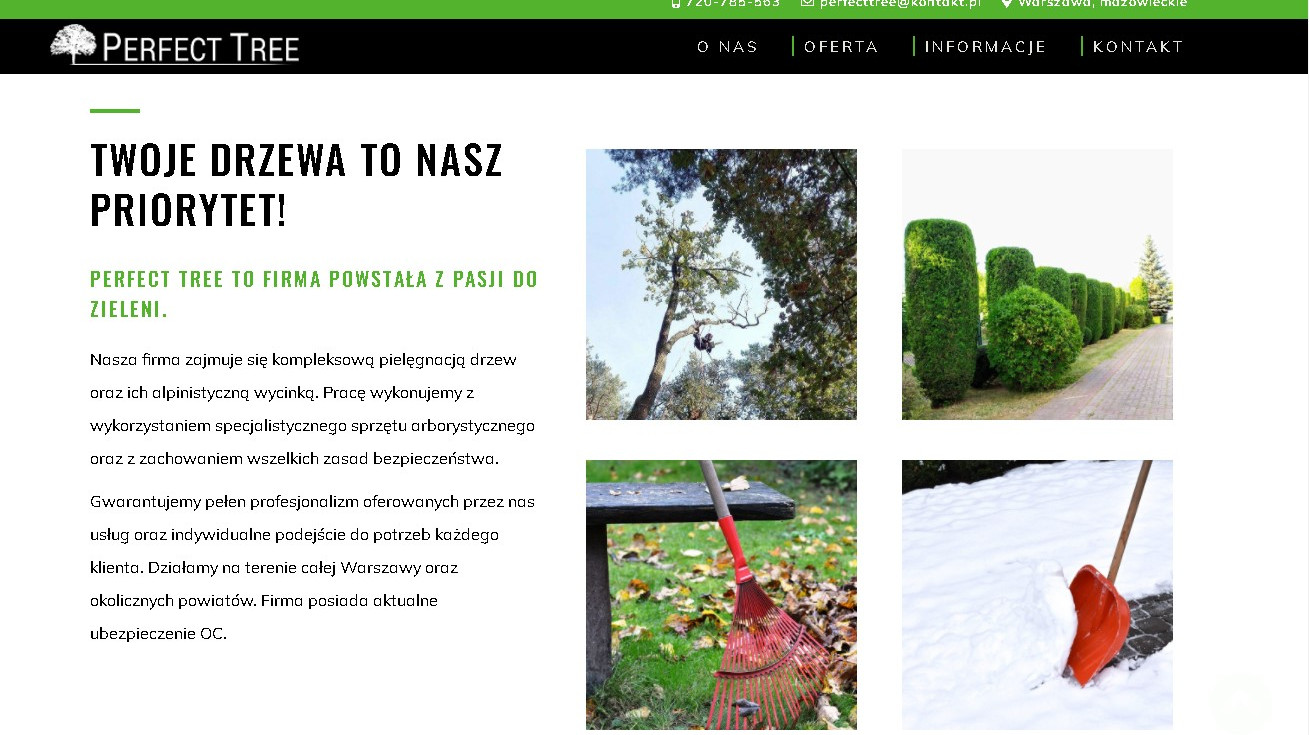 720-785-563 perfecttree@kontakt.pl Warszawa, mazowieckie
PERFECT TREE
O NAS OFERTA INFORMACJE KONTAKT
TWOJE DRZEWA TO NASZ
PRIORYTET!
PERFECT TREE TO FIRMA POWSTAŁA Z PASJI DO
ZIELENI.
Nasza firma zajmuje się kompleksową pielęgnacją drzew
oraz ich alpinistyczną wycinką. Pracę wykonujemy z
wykorzystaniem specjalistycznego sprzętu arborystycznego
oraz z zachowaniem wszelkich zasad bezpieczeństwa.
Gwarantujemy pełen profesjonalizm oferowanych przez nas
usług oraz indywidualne podejście do potrzeb każdego
klienta. Działamy na terenie całej Warszawy oraz
okolicznych powiatów. Firma posiada aktualne
ubezpieczenie OC.